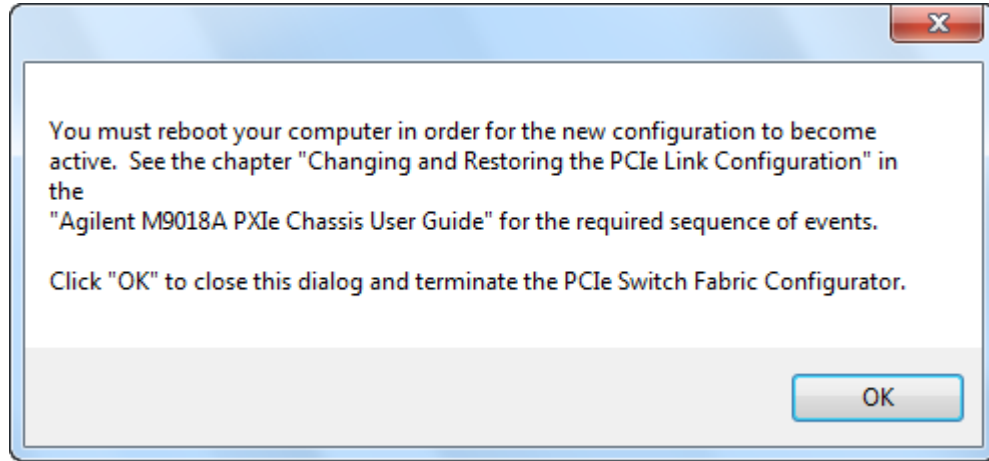 You must reboot your computer in order for the new configuration to become
active.  See the chapter "Changing and Restoring the PCIe Link Configuration" in
the
"Agilent M9018A PXIe Chassis User Guide" for the required sequence of events.
Click "OK" to close this dialog and terminate the PCIe Switch Fabric Configurator.
OK